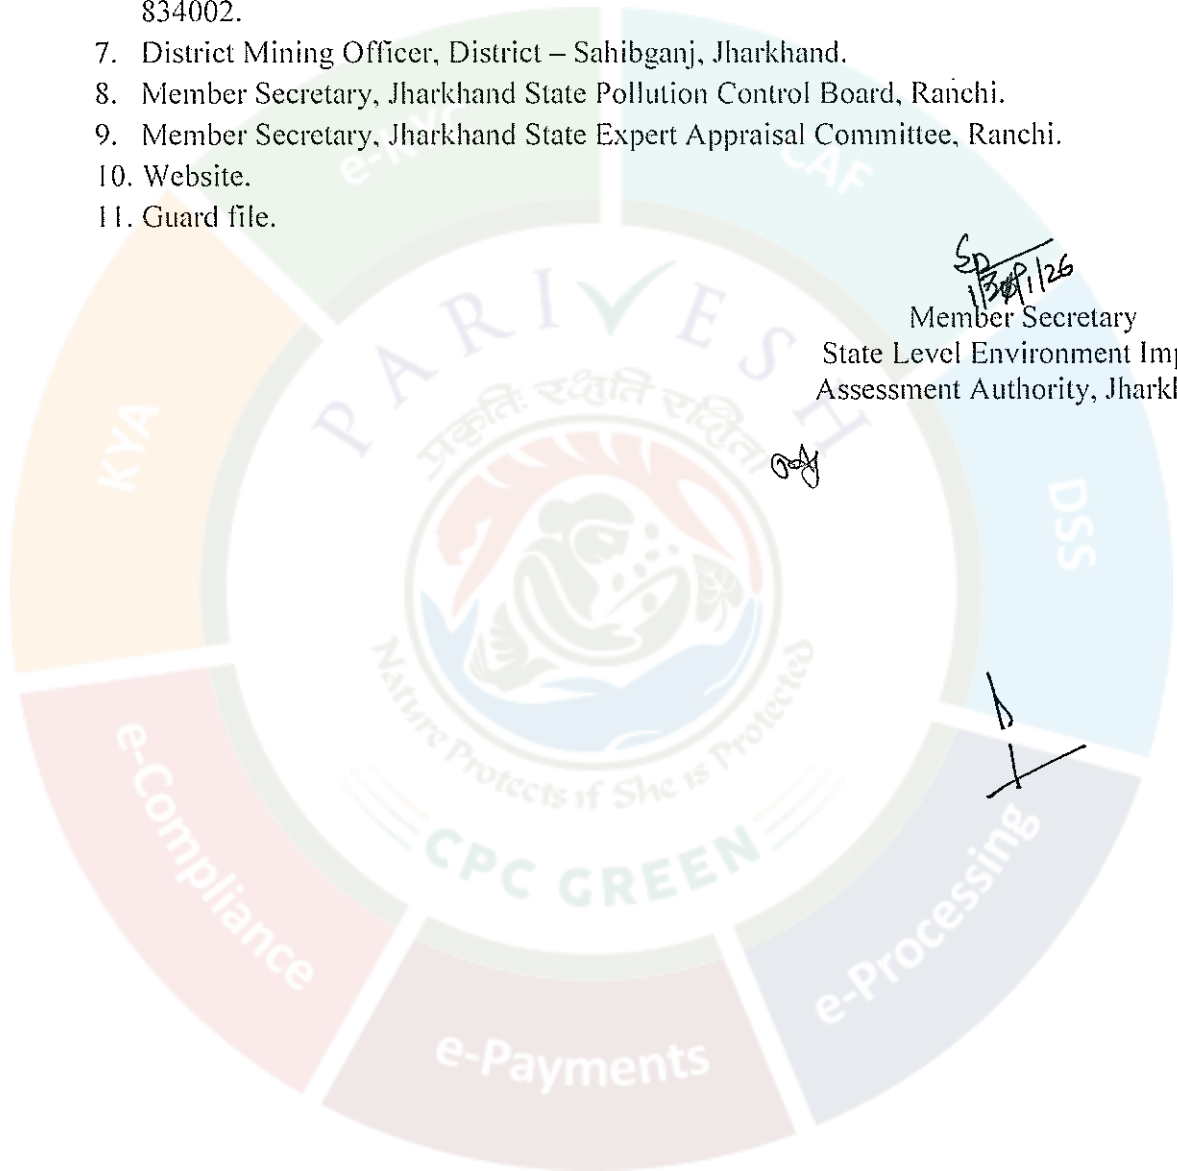 834002.
7. District Mining Officer, District – Sahibganj, Jharkhand.
8. Member Secretary, Jharkhand State Pollution Control Board, Ranchi.
9. Member Secretary, Jharkhand State Expert Appraisal Committee, Ranchi.
10. Website.
11. Guard file.
Member Secretary
State Level Environment Im
Assessment Authority, Jhark
e-KYC
CAF
KYA
DSS
PARIVESH
प्रकृतिः रक्षति रक्षिता
Nature Protects if She is Protected
CPC GREEN
e-Compliance
e-Processing
e-Payments